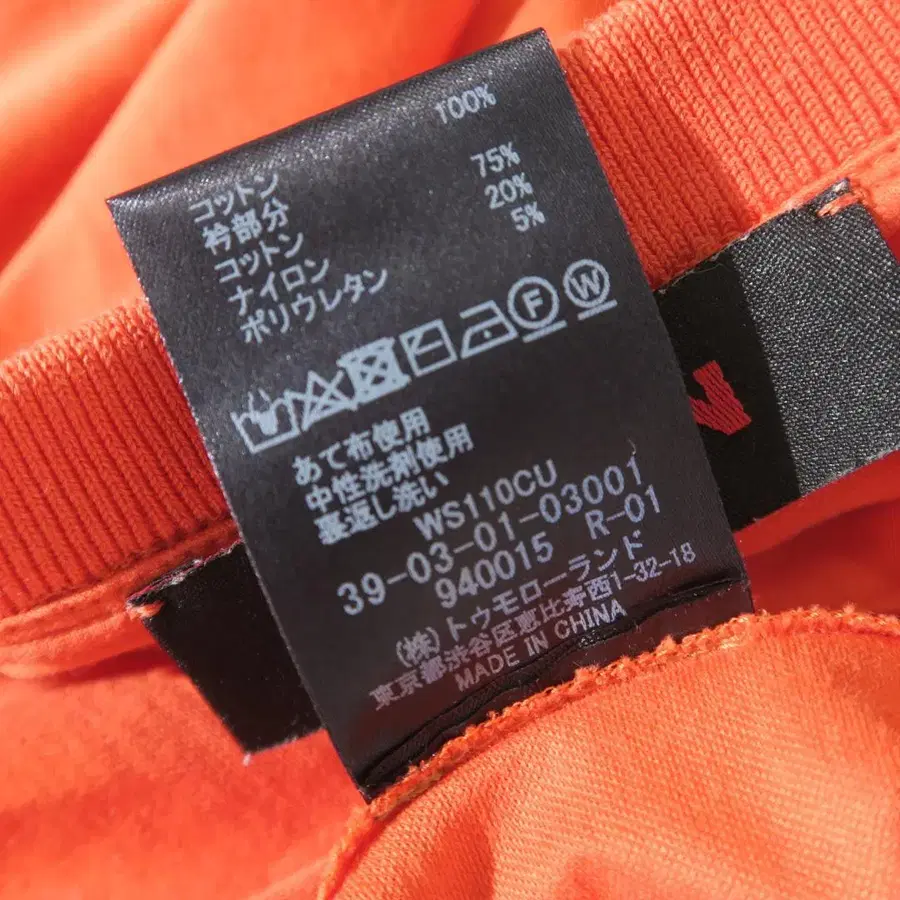 コットン 100%
衿部分
コットン 75%
ナイロン 20%
ポリウレタン 5%
F W
あて布使用
中性洗剤使用
裏返し洗い
WS110CU
39-03-01-03001
940015 R-01
(株)トゥモローランド
東京都渋谷区恵比寿西1-32-18
MADE IN CHINA